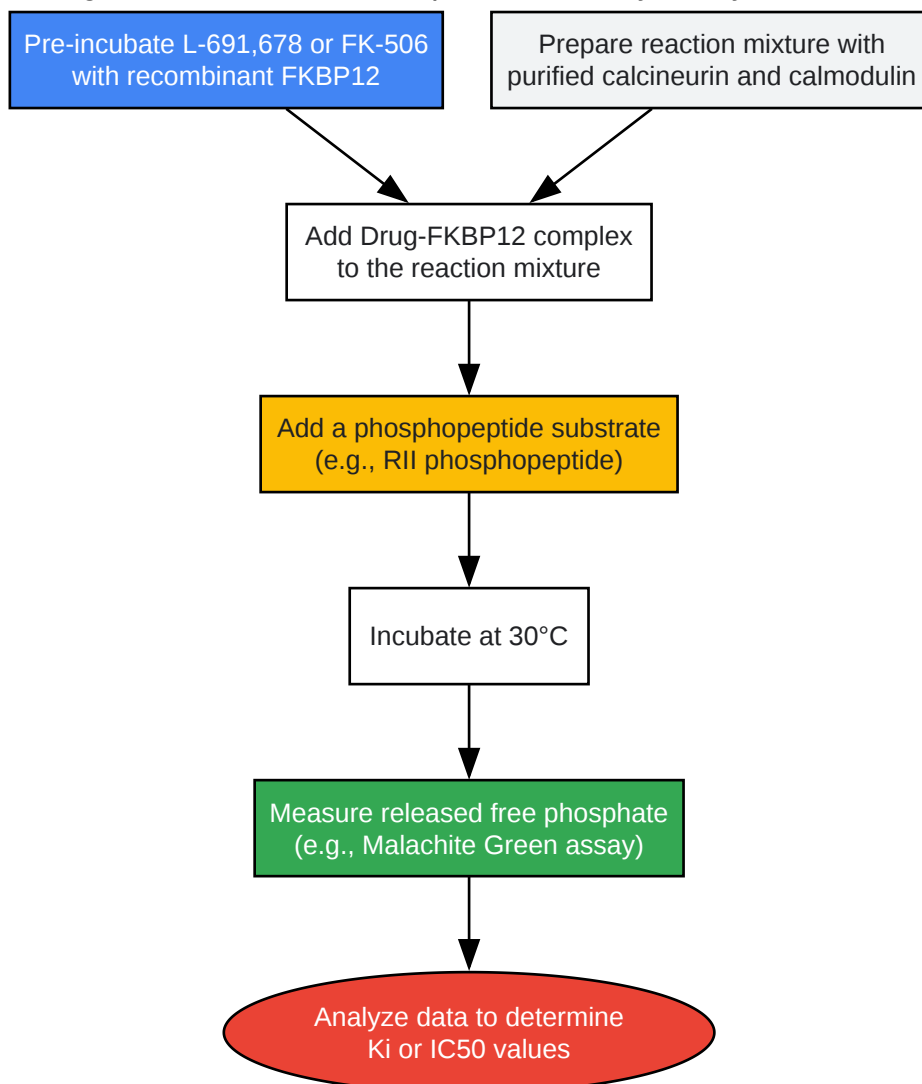 Pre-incubate L-691,678 or FK-506
with recombinant FKBP12
Prepare reaction mixture with
purified calcineurin and calmodulin
Add Drug-FKBP12 complex
to the reaction mixture
Add a phosphopeptide substrate
(e.g., RII phosphopeptide)
Incubate at 30°C
Measure released free phosphate
(e.g., Malachite Green assay)
Analyze data to determine
Ki or IC50 values